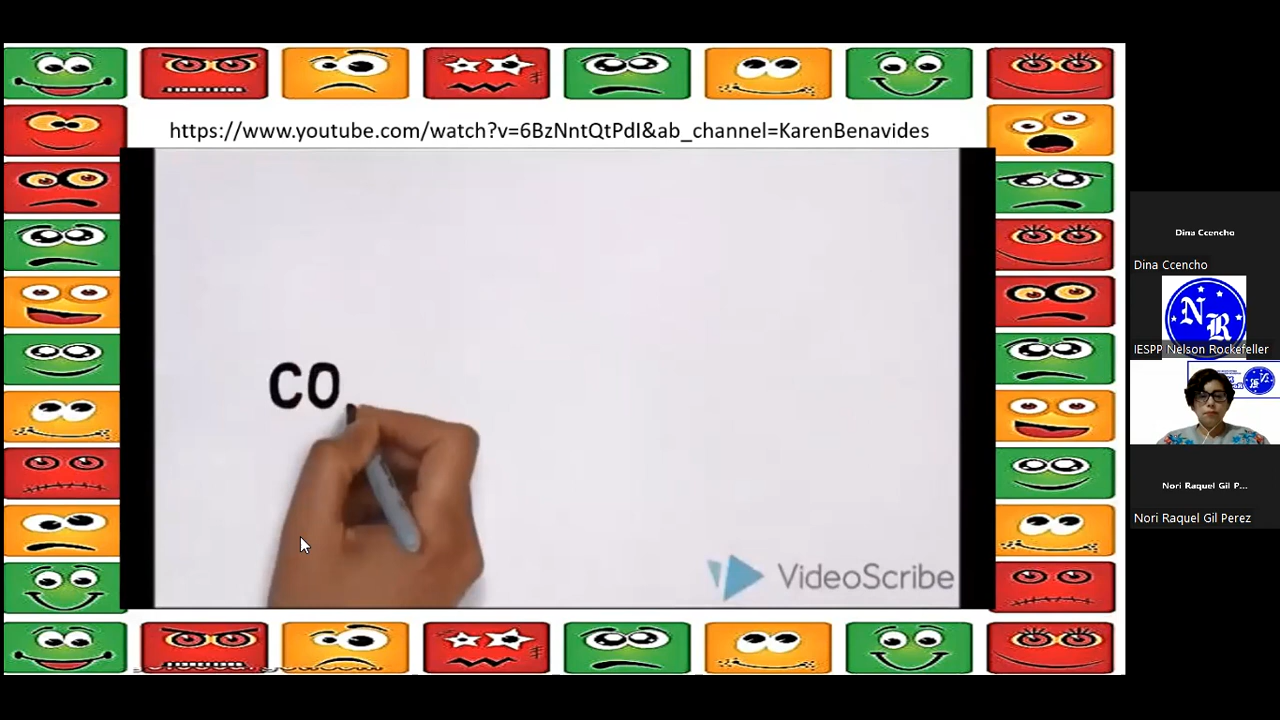 https://www.youtube.com/watch?v=6BzNntQtPdI&ab_channel=KarenBenavides
CO
VideoScribe
Dina Ccencho
Dina Ccencho
N
R
IESPP Nelson Rockefeller
Nori Raquel Gil P...
Nori Raquel Gil Perez